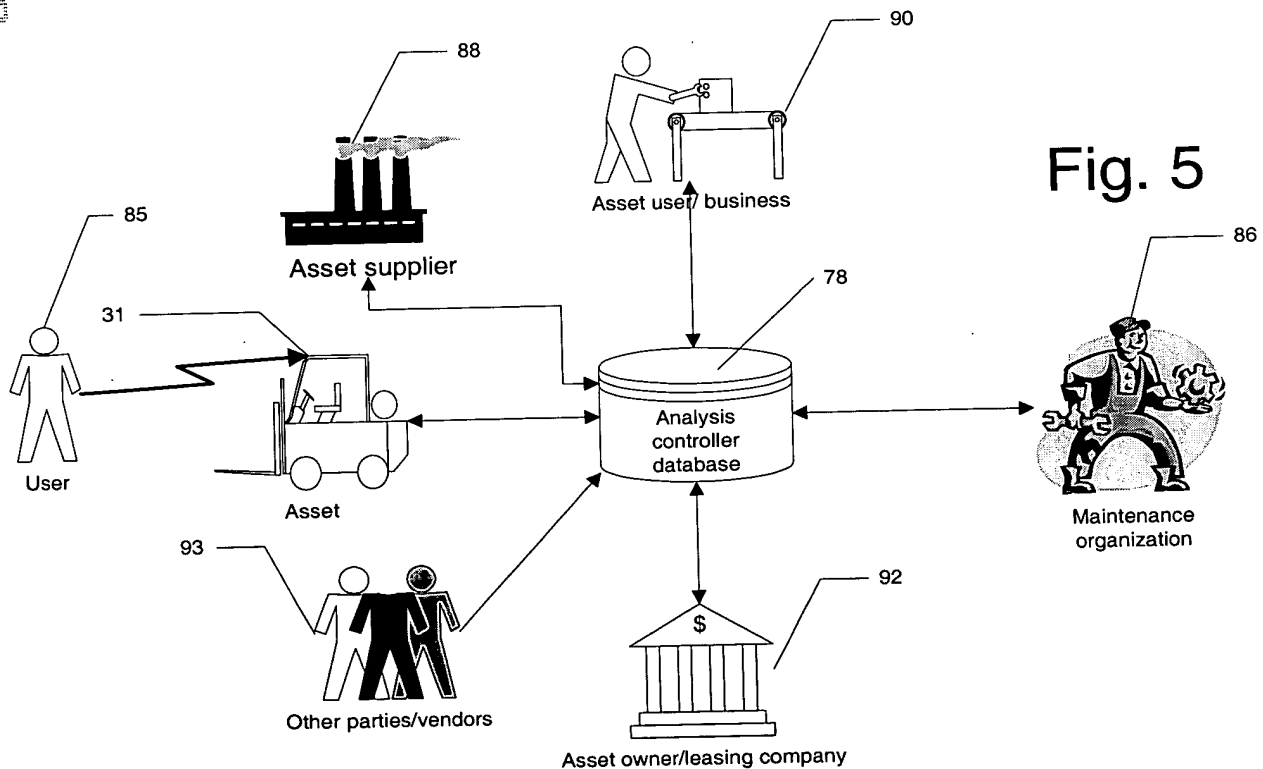 90
88
Fig. 5
Asset user/ business
85
86
Asset supplier
78
31
Analysis
controller
database
User
Asset
Maintenance
organization
93
92
$
Other parties/vendors
Asset owner/leasing company